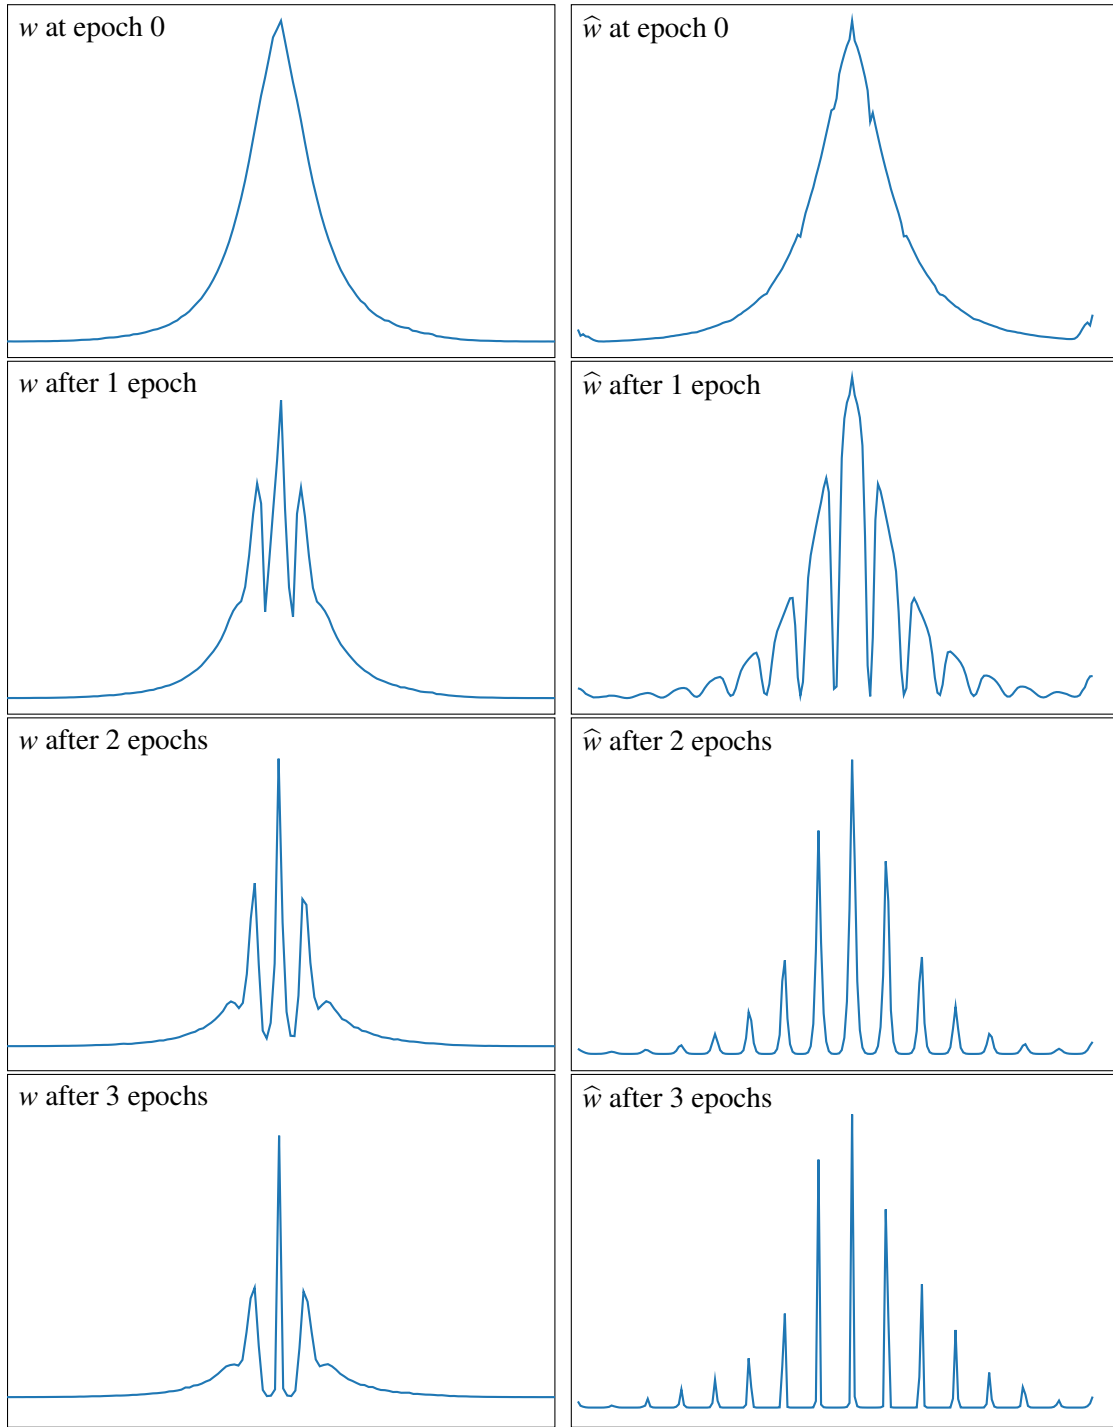 w at epoch 0
ŵ at epoch 0
w after 1 epoch
ŵ after 1 epoch
w after 2 epochs
ŵ after 2 epochs
w after 3 epochs
ŵ after 3 epochs